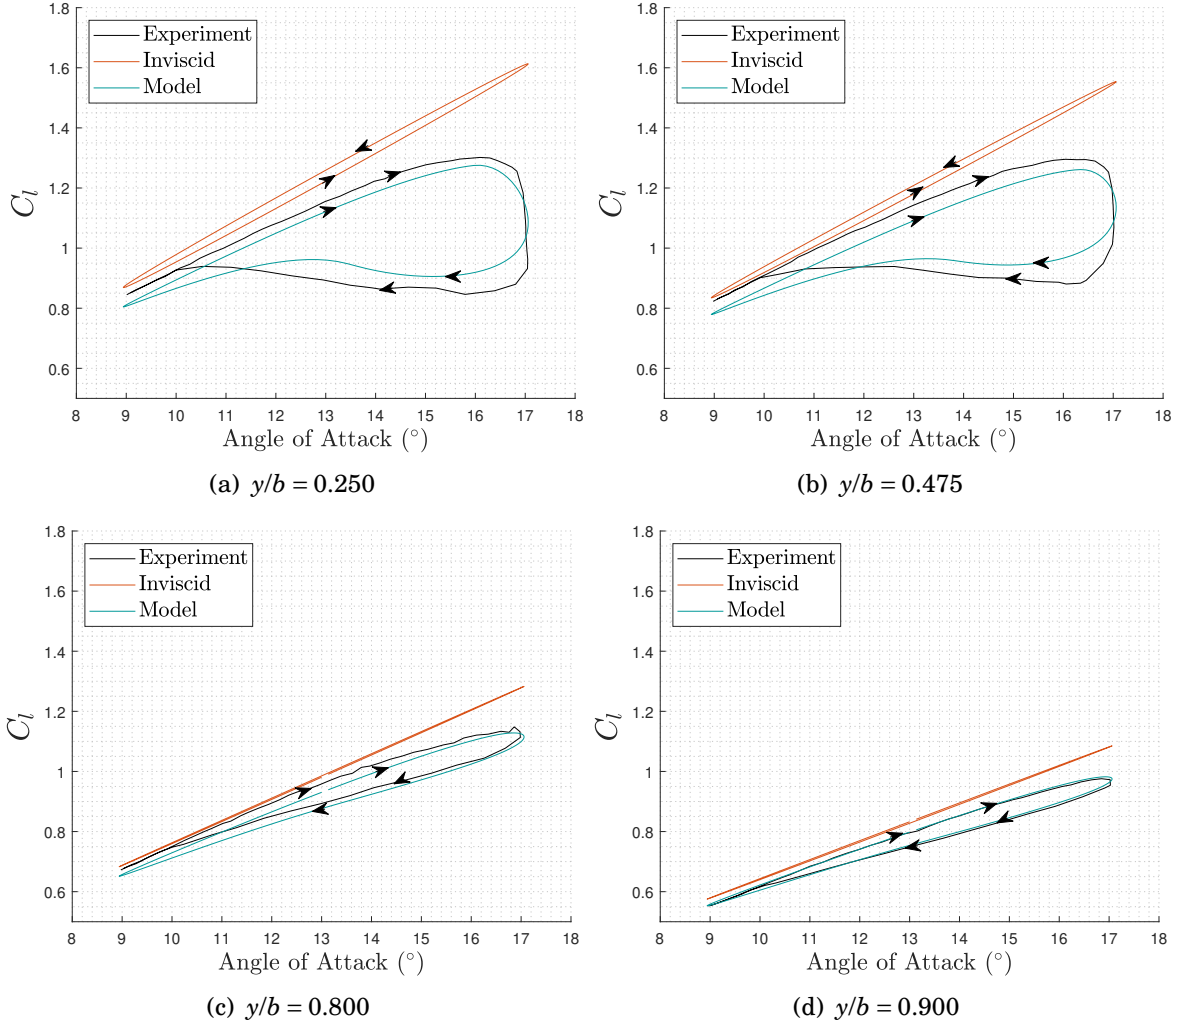 1.8
1.6
1.4
1.2
1
0.8
0.6
C_l
Experiment
Inviscid
Model
8 9 10 11 12 13 14 15 16 17 18
Angle of Attack (°)
(a) y/b = 0.250
1.8
1.6
1.4
1.2
1
0.8
0.6
C_l
Experiment
Inviscid
Model
8 9 10 11 12 13 14 15 16 17 18
Angle of Attack (°)
(b) y/b = 0.475
1.8
1.6
1.4
1.2
1
0.8
0.6
C_l
Experiment
Inviscid
Model
8 9 10 11 12 13 14 15 16 17 18
Angle of Attack (°)
(c) y/b = 0.800
1.8
1.6
1.4
1.2
1
0.8
0.6
C_l
Experiment
Inviscid
Model
8 9 10 11 12 13 14 15 16 17 18
Angle of Attack (°)
(d) y/b = 0.900